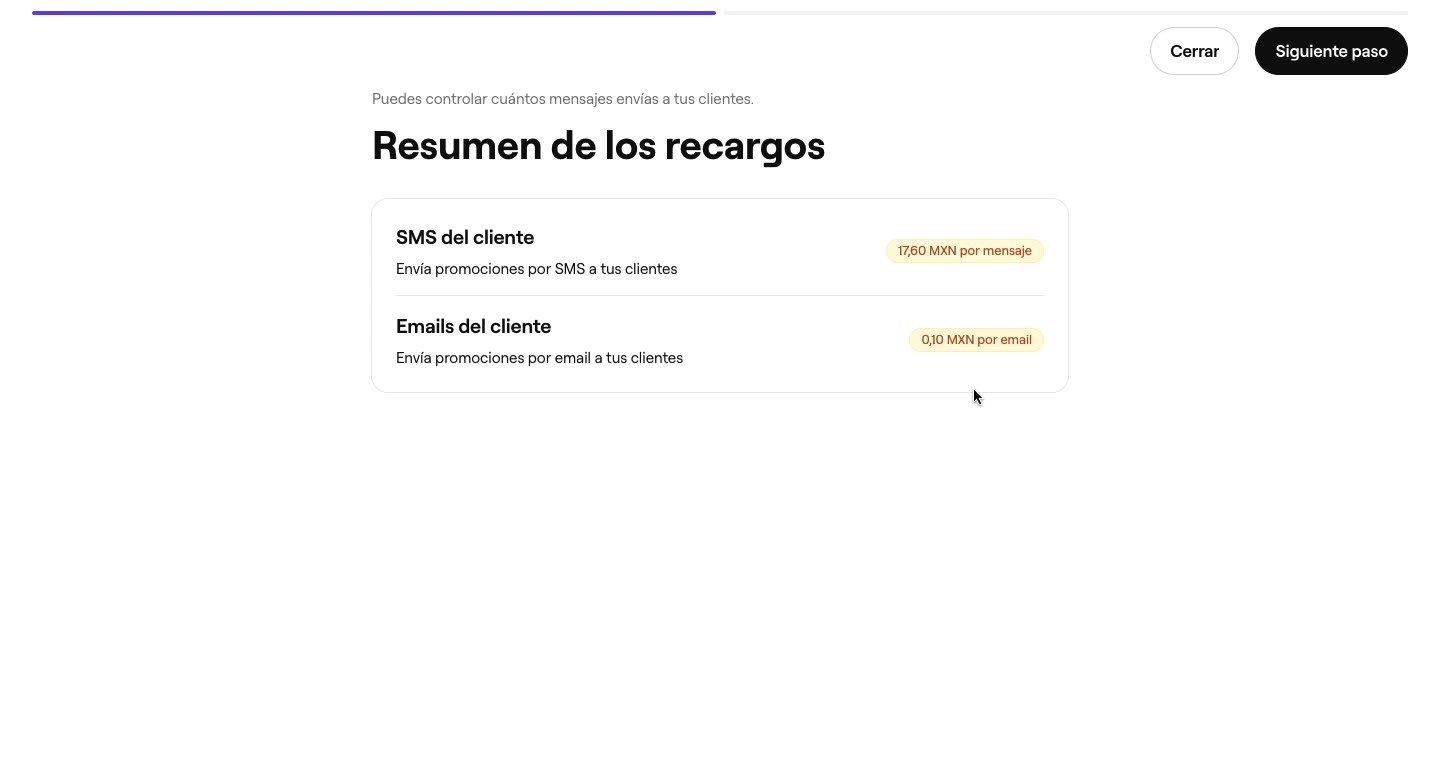 Cerrar
Siguiente paso
Puedes controlar cuántos mensajes envías a tus clientes.
Resumen de los recargos
SMS del cliente
17,60 MXN por mensaje
Envía promociones por SMS a tus clientes
Emails del cliente
0,10 MXN por email
Envía promociones por email a tus clientes